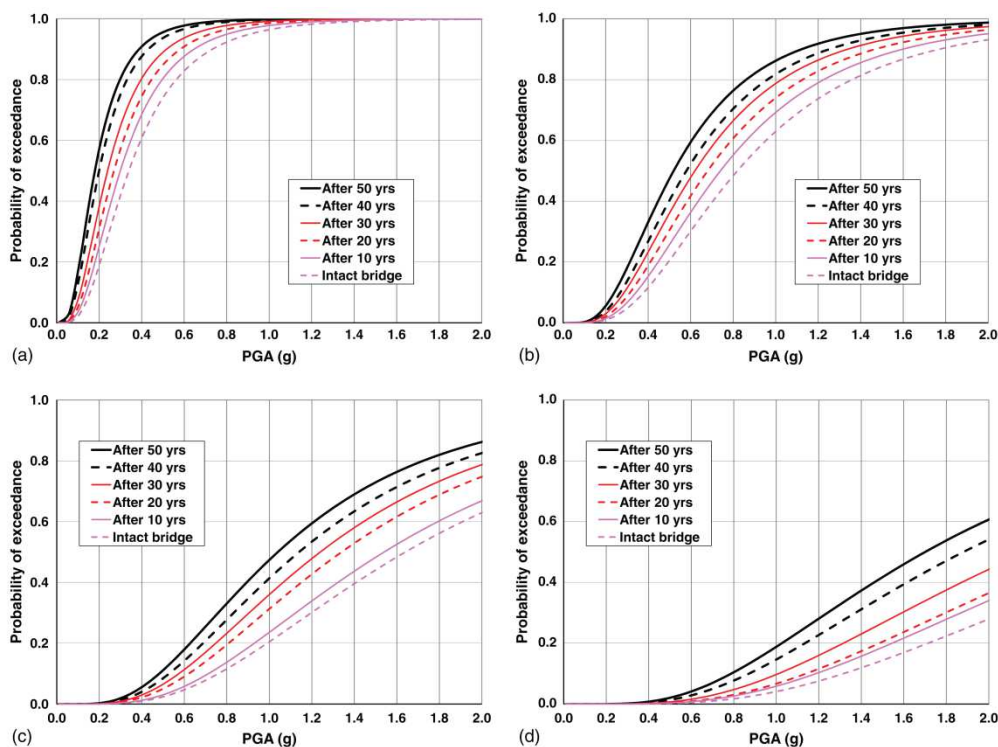 1.0
0.8
0.6
0.4
0.2
0.0
Probability of exceedance
After 50 yrs
After 40 yrs
After 30 yrs
After 20 yrs
After 10 yrs
Intact bridge
0.0 0.2 0.4 0.6 0.8 1.0 1.2 1.4 1.6 1.8 2.0
PGA (g)
(a)
1.0
0.8
0.6
0.4
0.2
0.0
Probability of exceedance
After 50 yrs
After 40 yrs
After 30 yrs
After 20 yrs
After 10 yrs
Intact bridge
0.0 0.2 0.4 0.6 0.8 1.0 1.2 1.4 1.6 1.8 2.0
PGA (g)
(b)
1.0
0.8
0.6
0.4
0.2
0.0
Probability of exceedance
After 50 yrs
After 40 yrs
After 30 yrs
After 20 yrs
After 10 yrs
Intact bridge
0.0 0.2 0.4 0.6 0.8 1.0 1.2 1.4 1.6 1.8 2.0
PGA (g)
(c)
1.0
0.8
0.6
0.4
0.2
0.0
Probability of exceedance
After 50 yrs
After 40 yrs
After 30 yrs
After 20 yrs
After 10 yrs
Intact bridge
0.0 0.2 0.4 0.6 0.8 1.0 1.2 1.4 1.6 1.8 2.0
PGA (g)
(d)